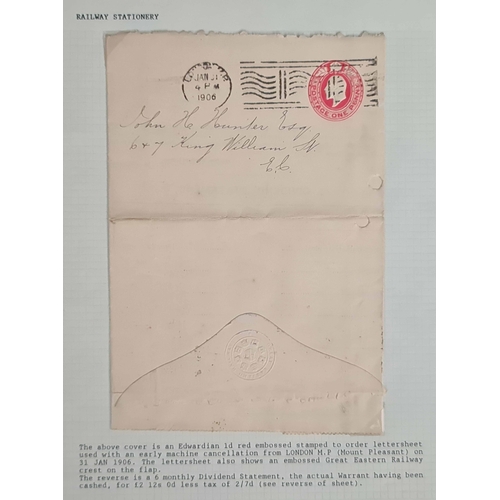 RAILWAY STATIONERY
JAN 31
4 PM
1906
POSTAGE ONE PENNY
John H. Hunter Esq
6 & 7 King William St.
E.C.
The above cover is an Edwardian 1d red embossed stamped to order lettersheet
used with an early machine cancellation from LONDON M.P (Mount Pleasant) on
31 JAN 1906. The lettersheet also shows an embossed Great Eastern Railway
crest on the flap.
The reverse is a 6 monthly Dividend Statement, the actual Warrant having been
cashed, for £2 12s 0d less tax of 2/7d (see reverse of sheet).